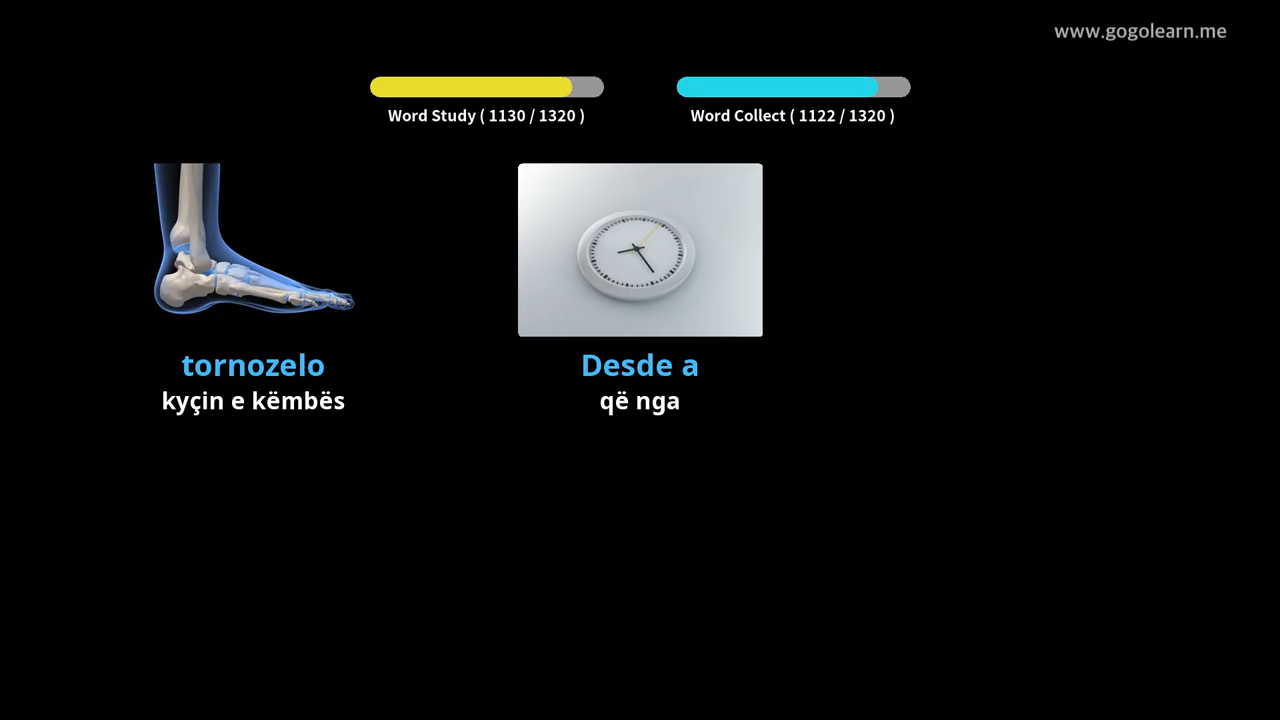 www.gogolearn.me
Word Study ( 1130 / 1320 )
Word Collect ( 1122 / 1320 )
tornozelo
kyçin e këmbës
Desde a
që nga